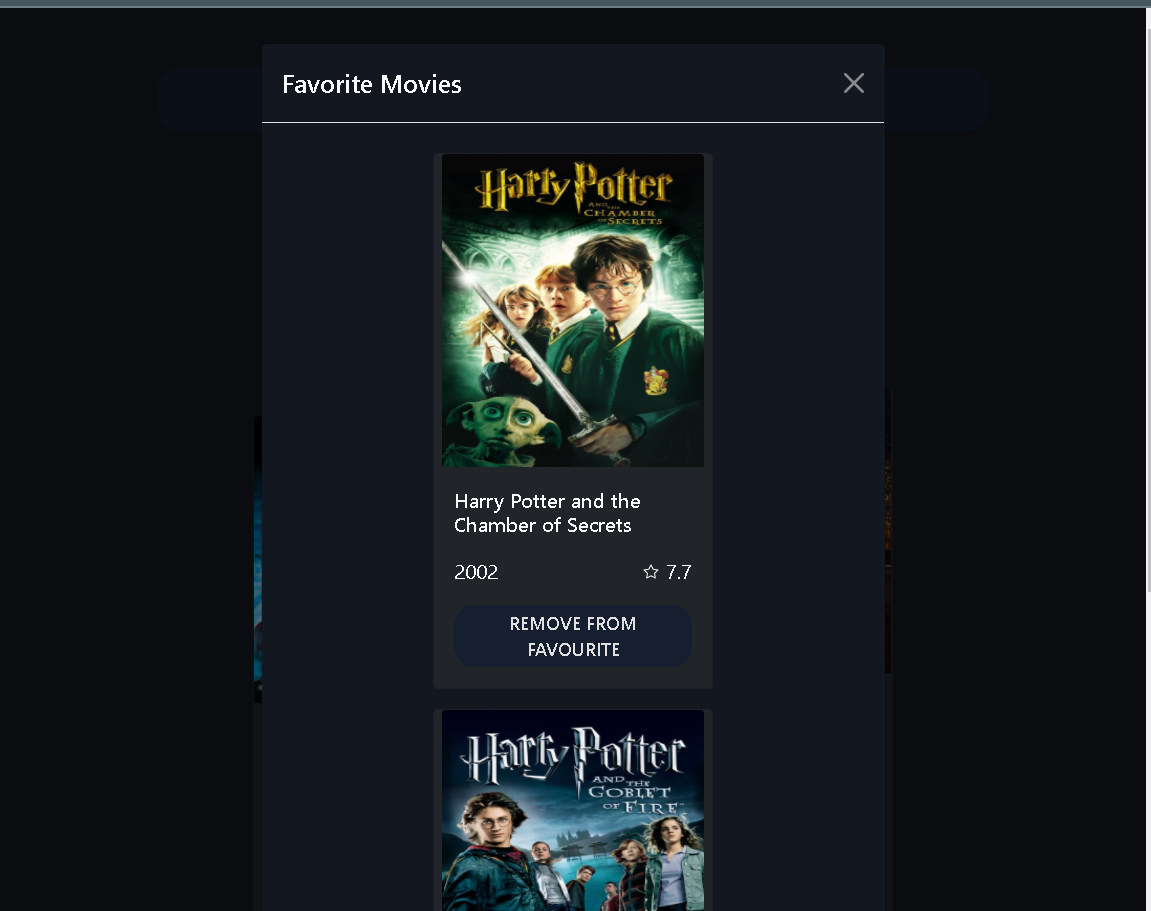 Favorite Movies
Harry Potter
AND THE
CHAMBER
OF SECRETS
Harry Potter and the
Chamber of Secrets
2002
7.7
REMOVE FROM
FAVOURITE
Harry Potter
AND THE
GOBLET
OF FIRE